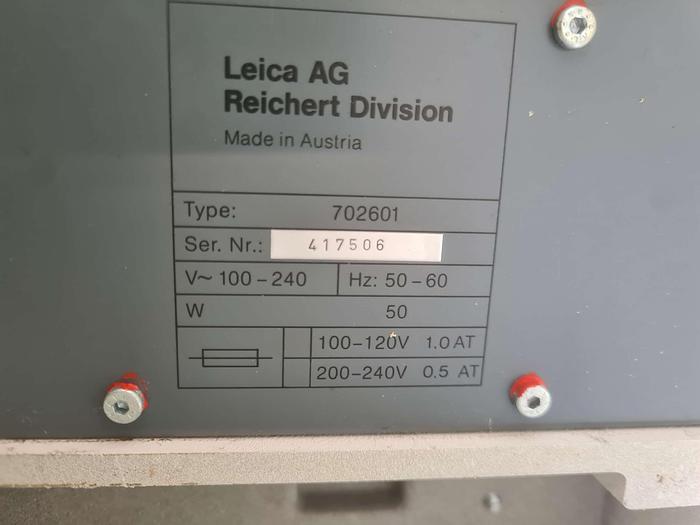 Leica AG
Reichert Division
Made in Austria
Type: 702601
Ser. Nr.: 417506
V~ 100-240 Hz: 50-60
W 50
100-120V 1.0 AT
200-240V 0.5 AT